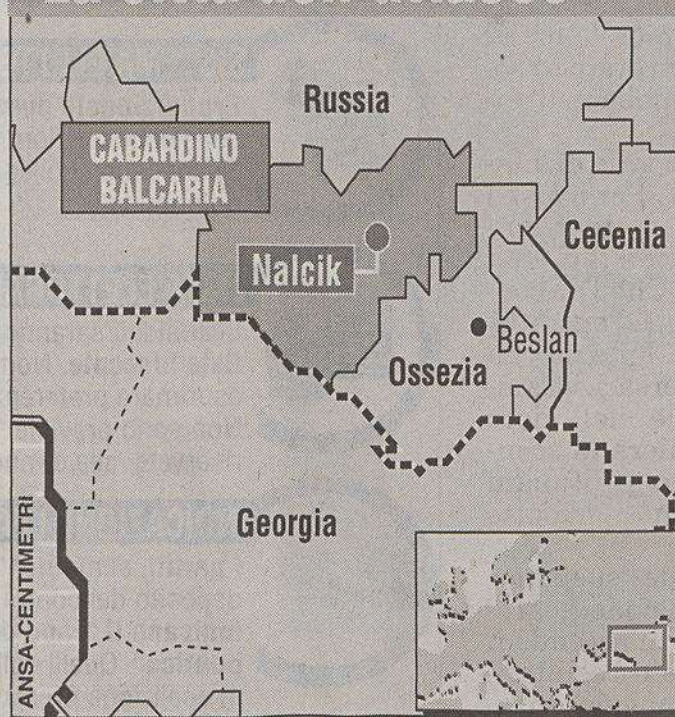 Russia
CABARDINO
BALCARIA
Cecenia
Nalcik
Beslan
Ossezia
Georgia
ANSA-CENTIMETRI